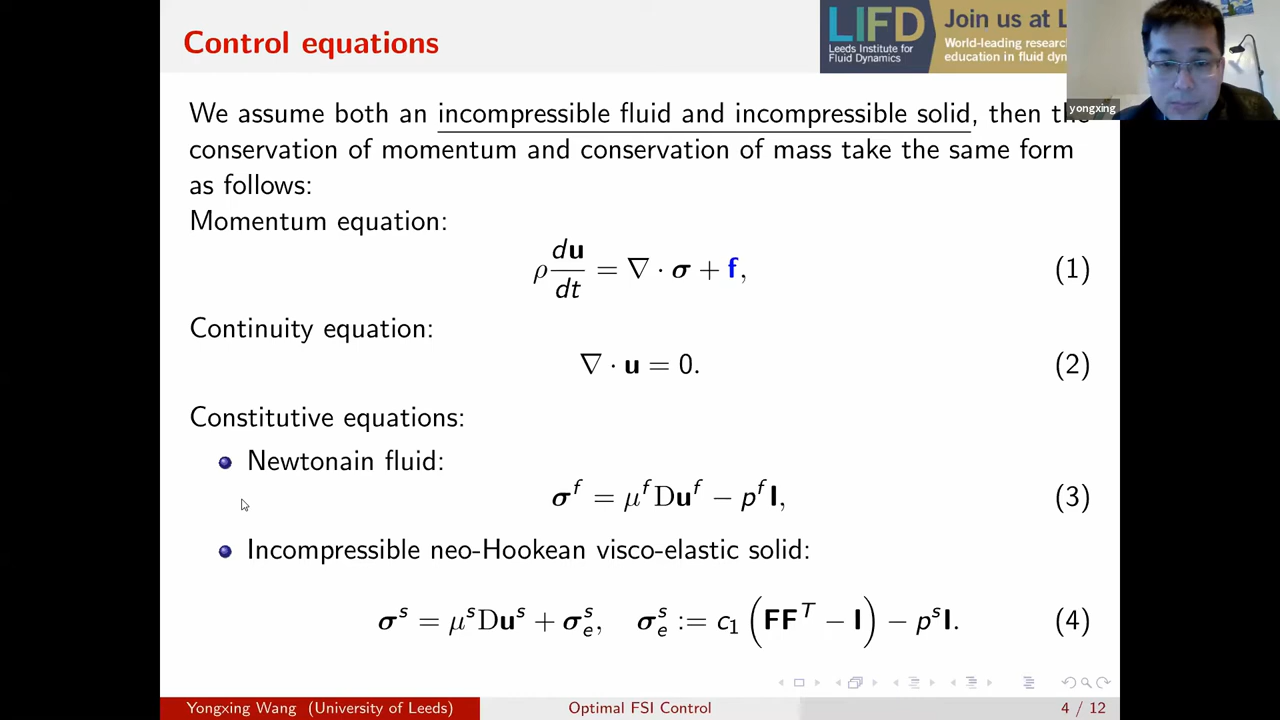 Control equations
LIFD
Leeds Institute for
Fluid Dynamics
Join us at L
World-leading researc
education in fluid dyn
yongxing
We assume both an incompressible fluid and incompressible solid, then the
conservation of momentum and conservation of mass take the same form
as follows:
Momentum equation:
ρ du/dt = ∇ · σ + f, (1)
Continuity equation:
∇ · u = 0. (2)
Constitutive equations:
Newtonain fluid:
σ^f = μ^f Du^f − p^f I, (3)
Incompressible neo-Hookean visco-elastic solid:
σ^s = μ^s Du^s + σ_e^s, σ_e^s := c_1 (FF^T − I) − p^s I. (4)
Yongxing Wang (University of Leeds) Optimal FSI Control 4 / 12